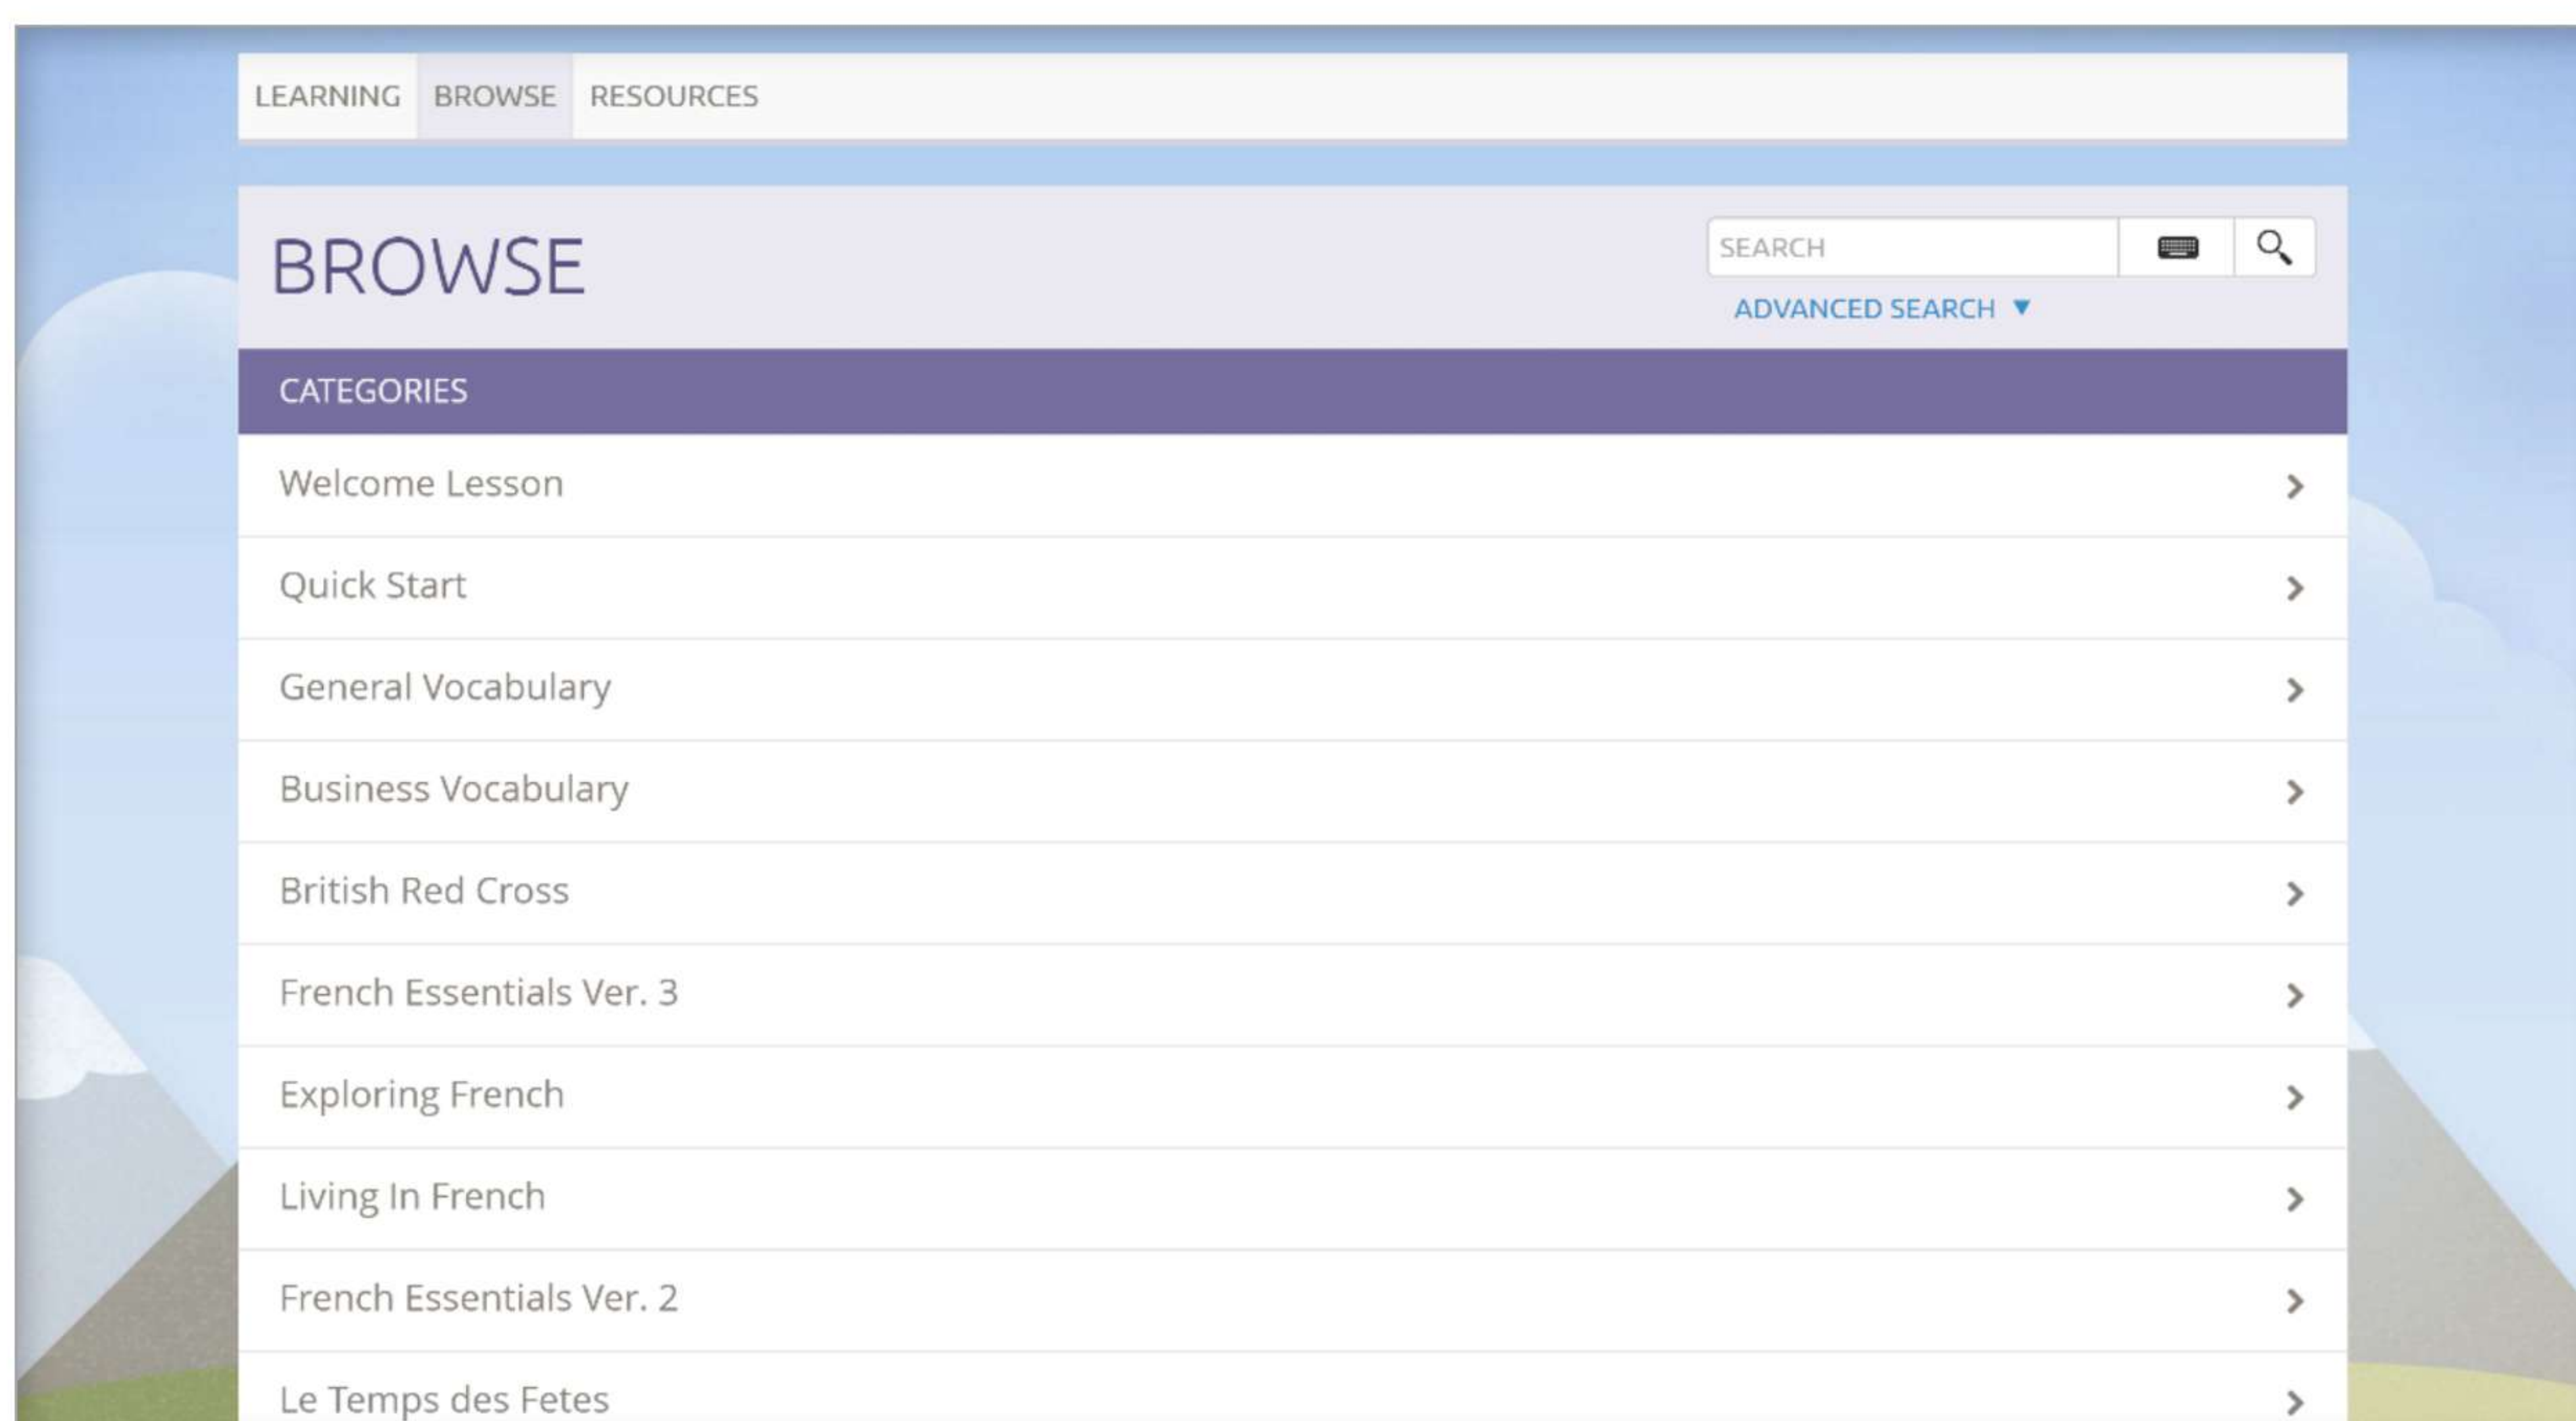 LEARNING BROWSE RESOURCES
BROWSE
SEARCH
ADVANCED SEARCH ▼
CATEGORIES
Welcome Lesson
Quick Start
General Vocabulary
Business Vocabulary
British Red Cross
French Essentials Ver. 3
Exploring French
Living In French
French Essentials Ver. 2
Le Temps des Fetes